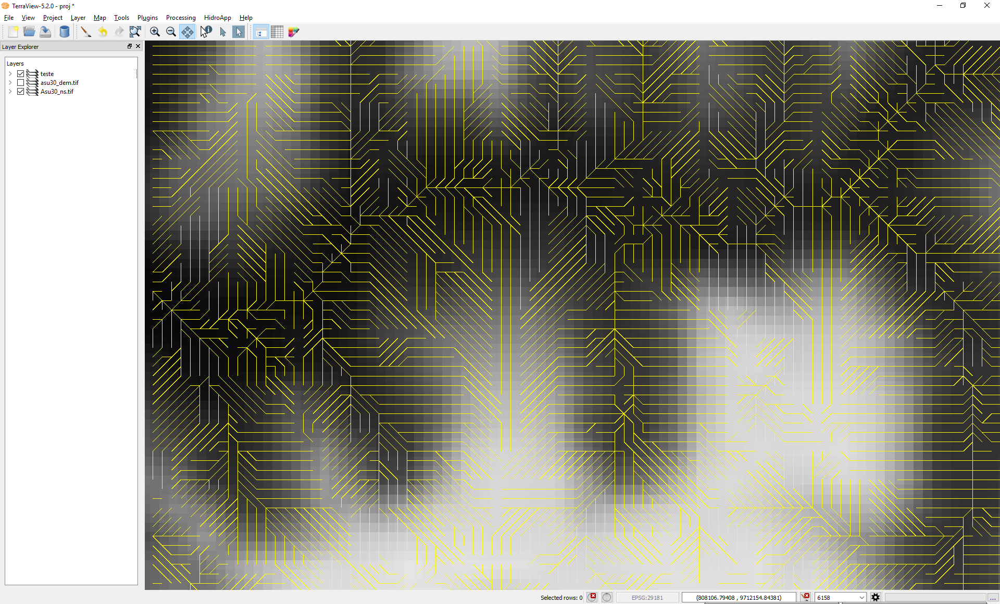 TerraView-5.2.0 - proj *
File View Project Layer Map Tools Plugins Processing HidroApp Help
Layer Explorer
Layers
teste
asu30_dem.tif
Asu30_ns.tif
Selected rows: 0 EPSG:29181 (808106.79408 , 9712154.84381) 6158 ...